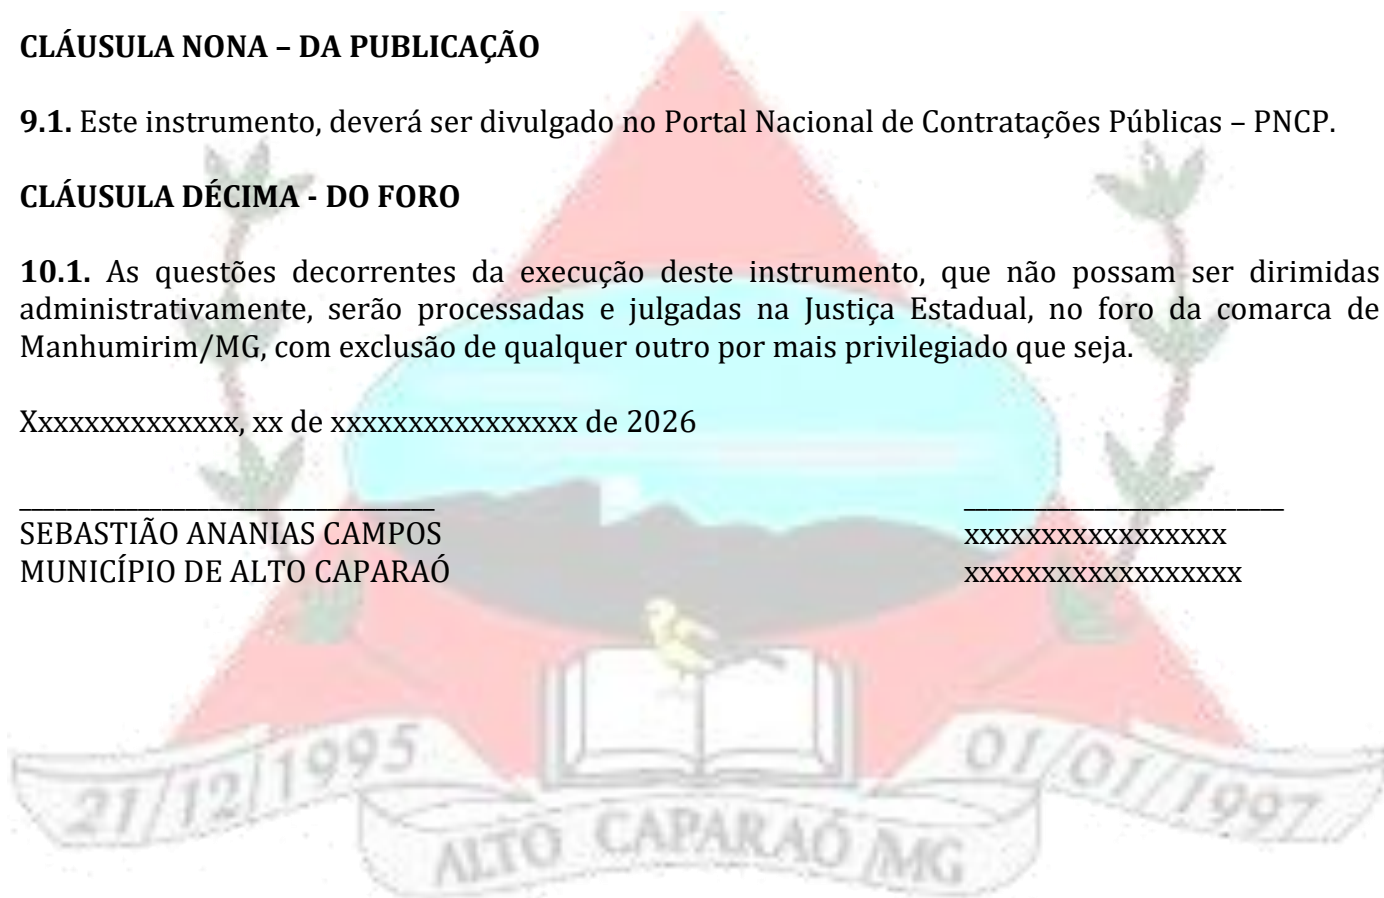 CLÁUSULA NONA – DA PUBLICAÇÃO
9.1. Este instrumento, deverá ser divulgado no Portal Nacional de Contratações Públicas – PNCP.
CLÁUSULA DÉCIMA - DO FORO
10.1. As questões decorrentes da execução deste instrumento, que não possam ser dirimidas
administrativamente, serão processadas e julgadas na Justiça Estadual, no foro da comarca de
Manhumirim/MG, com exclusão de qualquer outro por mais privilegiado que seja.
Xxxxxxxxxxxxxxx, xx de xxxxxxxxxxxxxxxx de 2026
SEBASTIÃO ANANIAS CAMPOS xxxxxxxxxxxxxxxxx
MUNICÍPIO DE ALTO CAPARAÓ xxxxxxxxxxxxxxxxxx
21/12/1995 01/01/1997
ALTO CAPARAÓ MG